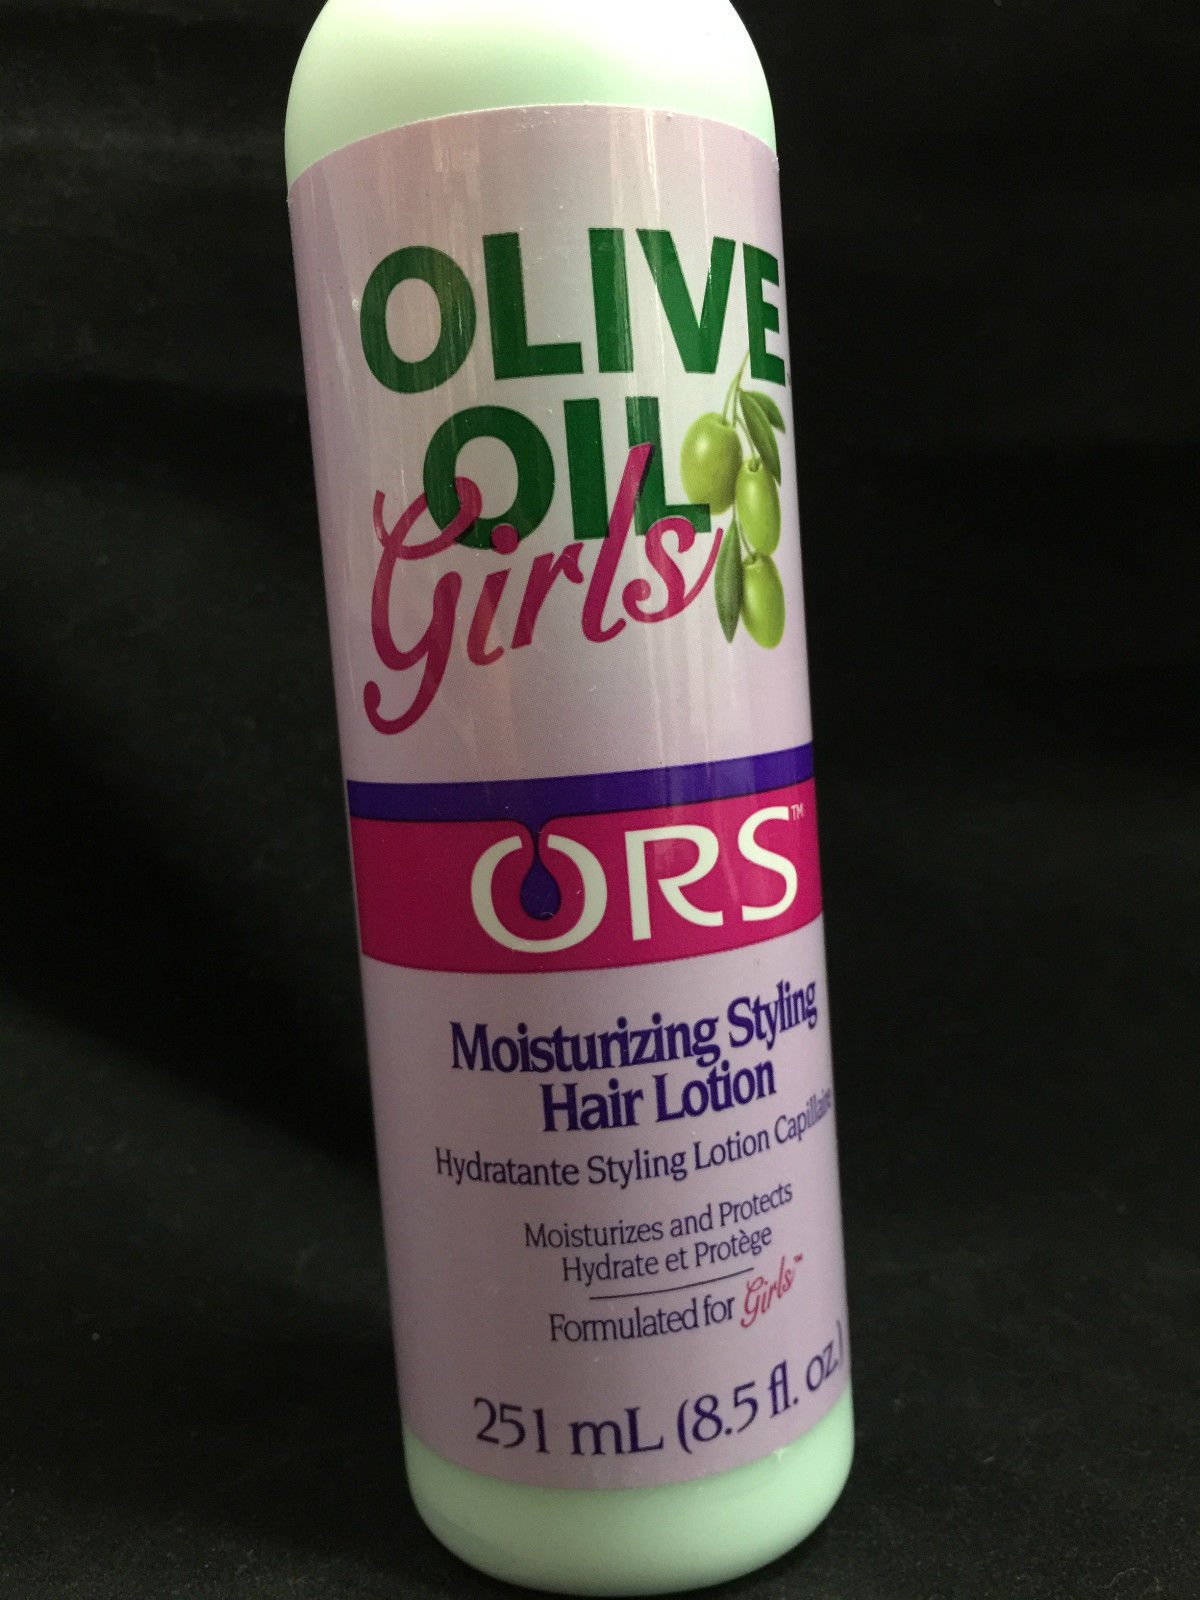 OLIVE
OIL
Girls
ORS™
Moisturizing Styling
Hair Lotion
Hydratante Styling Lotion Capillaire
Moisturizes and Protects
Hydrate et Protège
Formulated for Girls™
251 mL (8.5 fl. oz.)